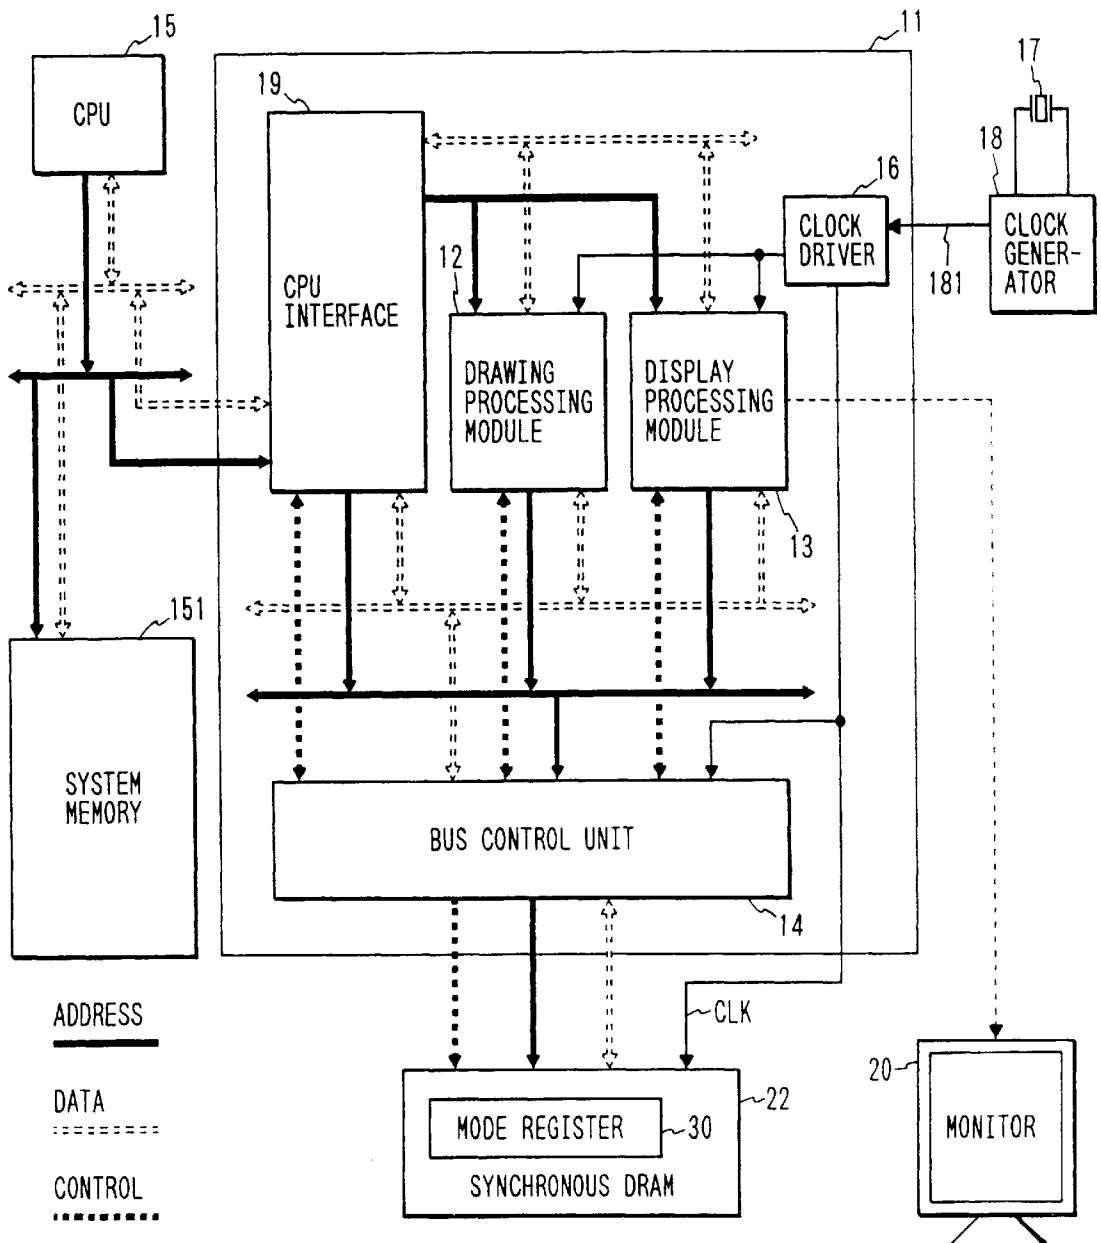 15
CPU
11
19
CPU
INTERFACE
17
18
CLOCK
GENER-
ATOR
16
CLOCK
DRIVER
181
12
DRAWING
PROCESSING
MODULE
DISPLAY
PROCESSING
MODULE
13
151
SYSTEM
MEMORY
BUS CONTROL UNIT
14
ADDRESS
DATA
CONTROL
CLK
22
MODE REGISTER
30
SYNCHRONOUS DRAM
20
MONITOR